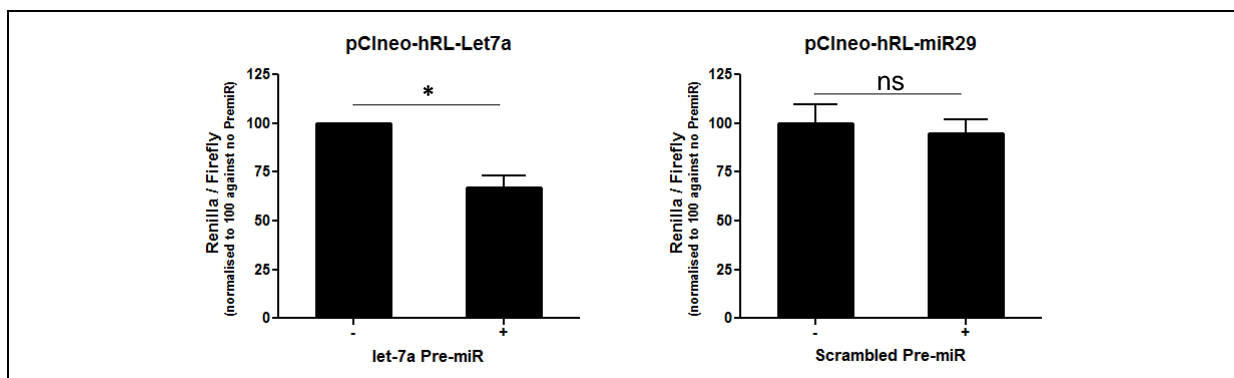 pCIneo-hRL-Let7a
Renilla / Firefly
(normalised to 100 against no PremiR)
125
100
75
50
25
0
*
-
+
let-7a Pre-miR
pCIneo-hRL-miR29
Renilla / Firefly
(normalised to 100 against no PremiR)
125
100
75
50
25
0
ns
-
+
Scrambled Pre-miR